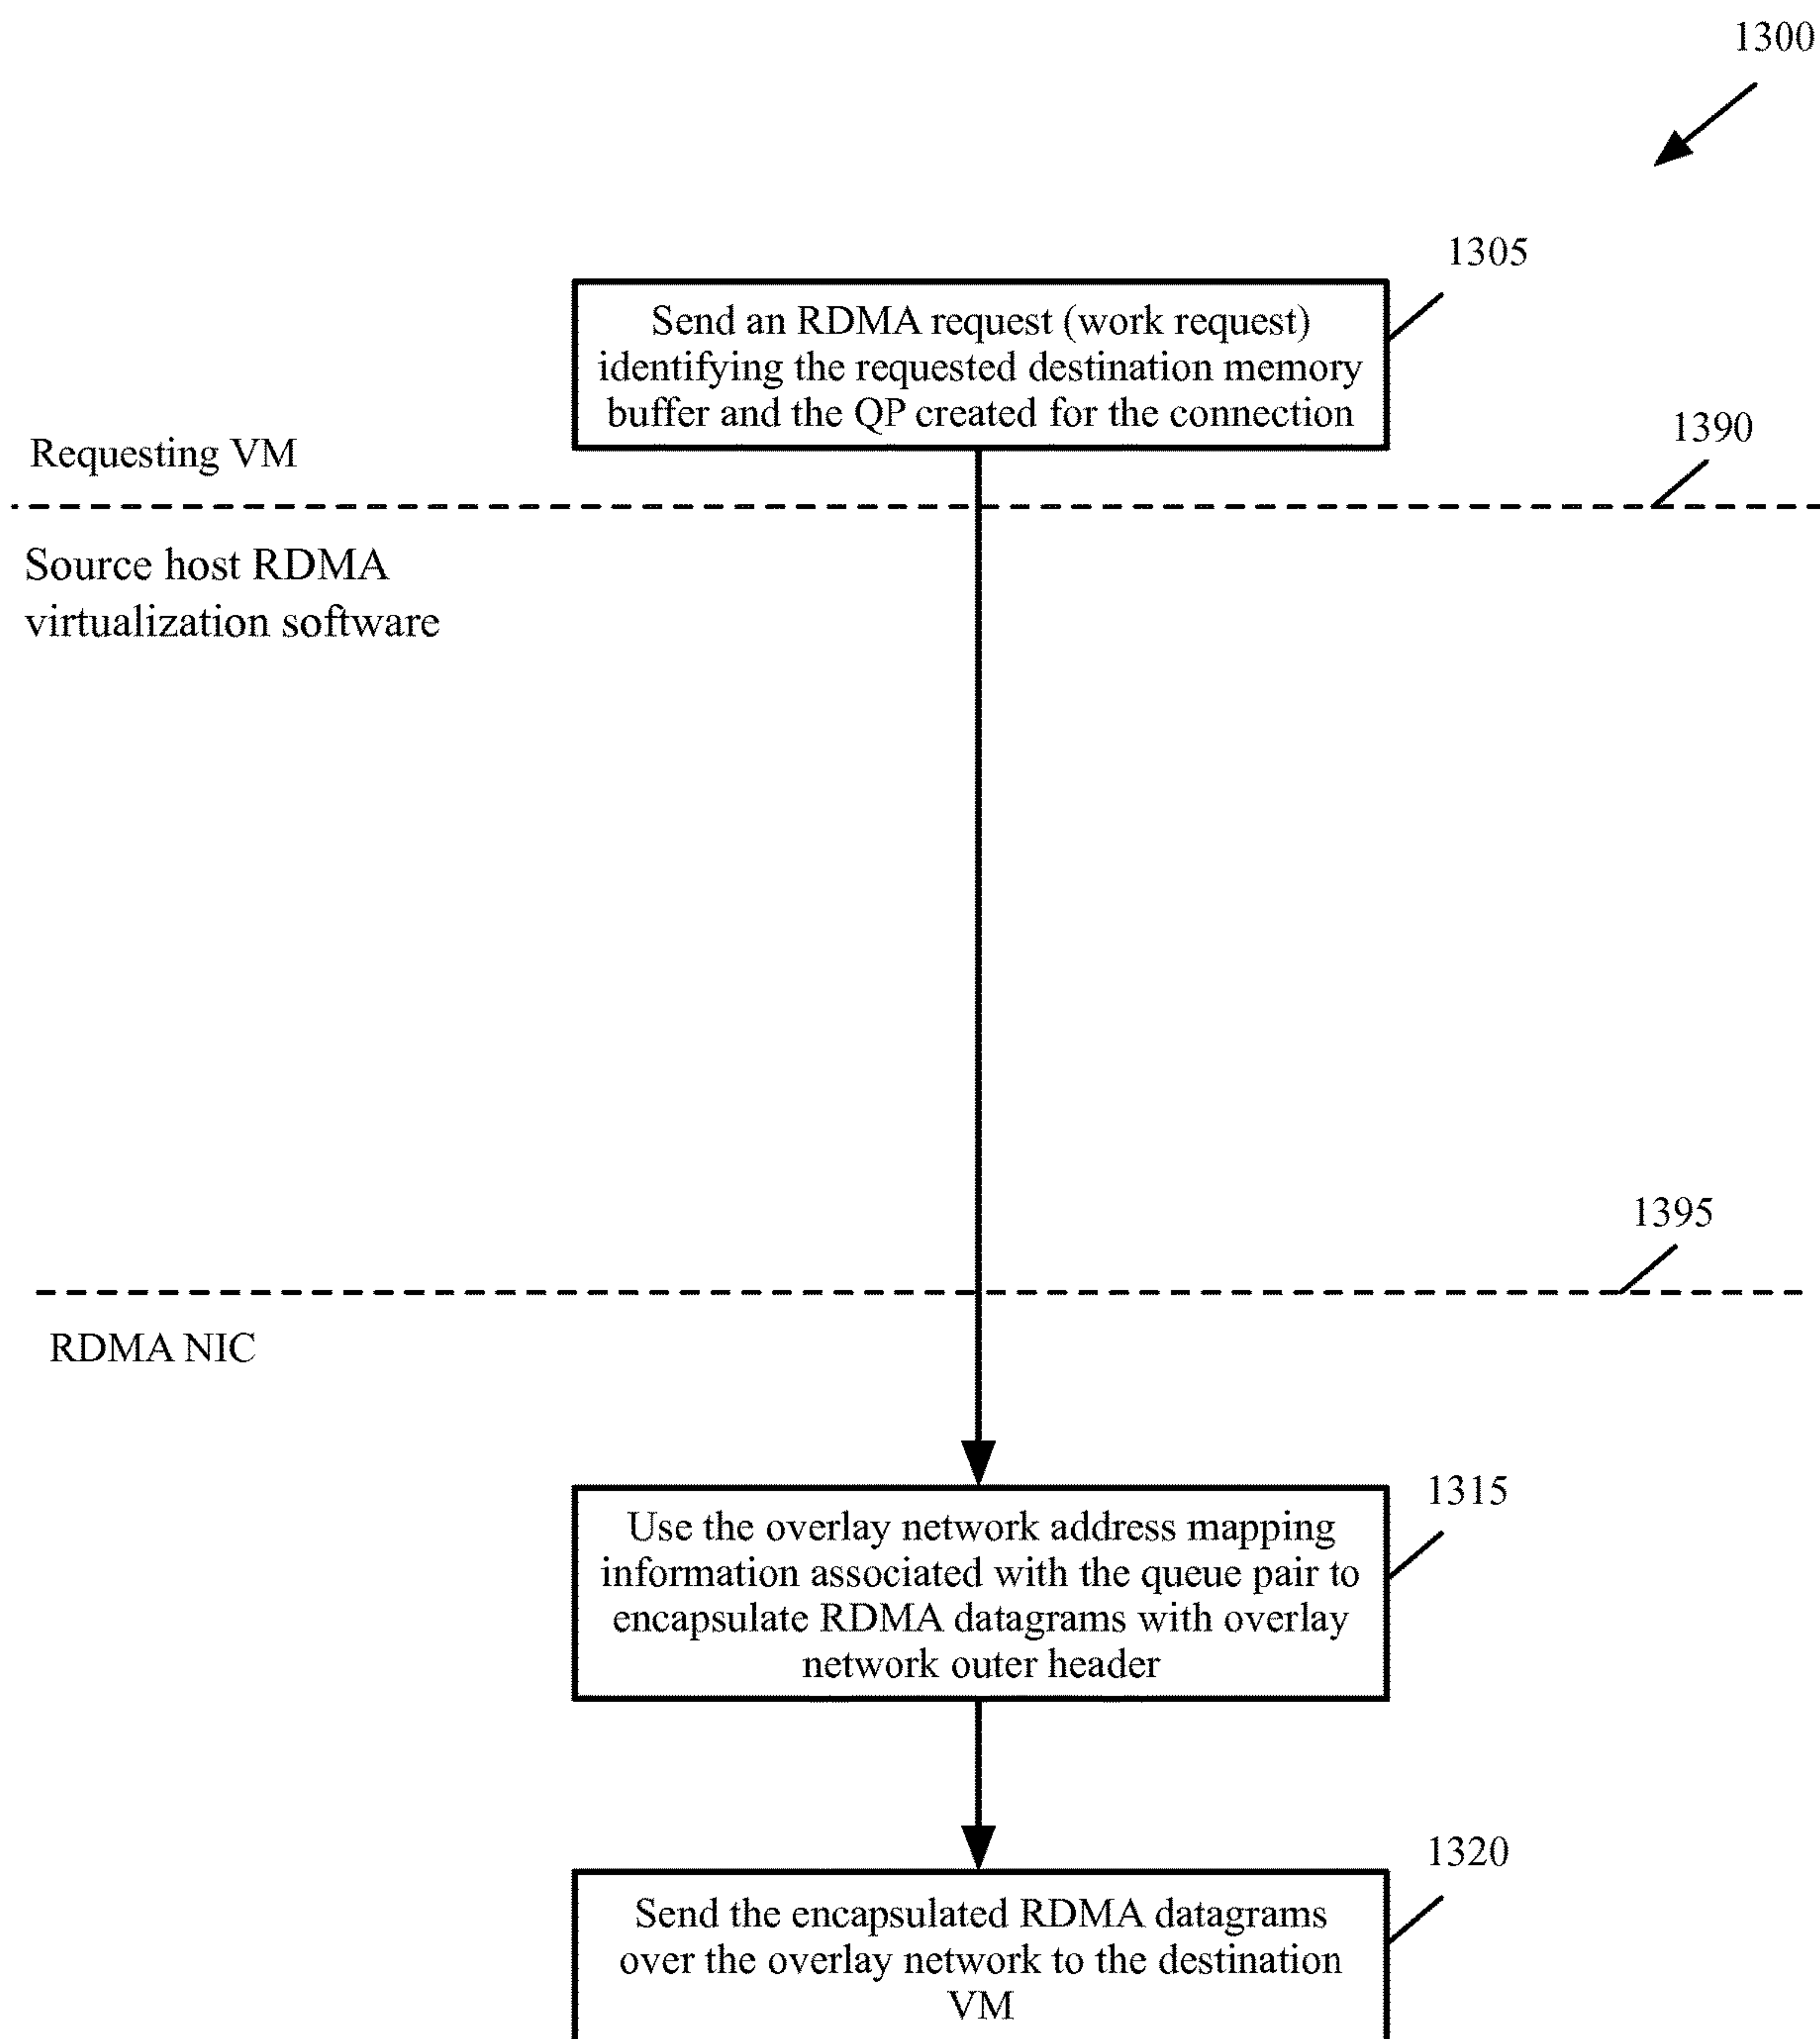 1300
1305
Send an RDMA request (work request)
identifying the requested destination memory
buffer and the QP created for the connection
1390
Requesting VM
Source host RDMA
virtualization software
1395
RDMA NIC
1315
Use the overlay network address mapping
information associated with the queue pair to
encapsulate RDMA datagrams with overlay
network outer header
1320
Send the encapsulated RDMA datagrams
over the overlay network to the destination
VM